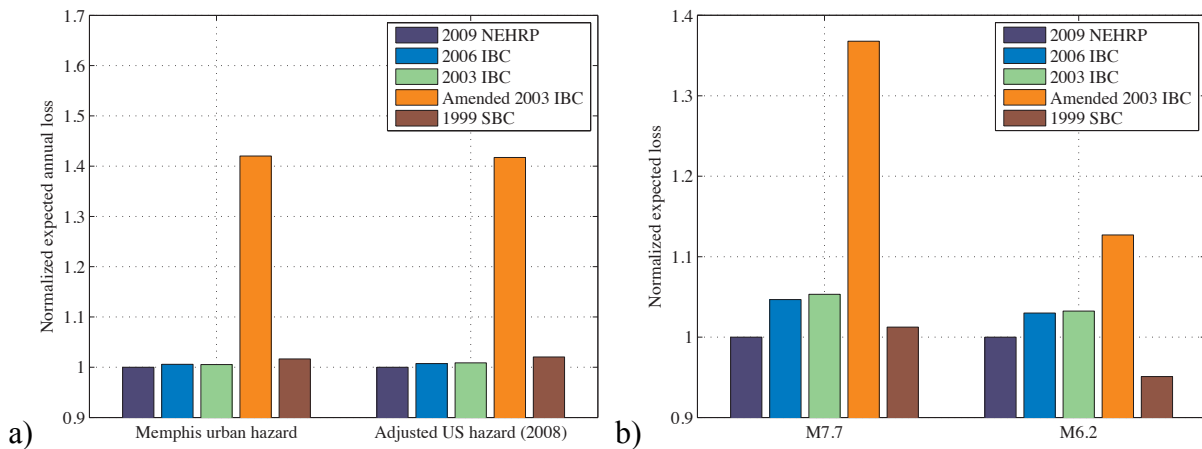 a)
Normalized expected annual loss
1.7
1.6
1.5
1.4
1.3
1.2
1.1
1
0.9
2009 NEHRP
2006 IBC
2003 IBC
Amended 2003 IBC
1999 SBC
Memphis urban hazard
Adjusted US hazard (2008)
b)
Normalized expected loss
1.4
1.3
1.2
1.1
1
0.9
2009 NEHRP
2006 IBC
2003 IBC
Amended 2003 IBC
1999 SBC
M7.7
M6.2